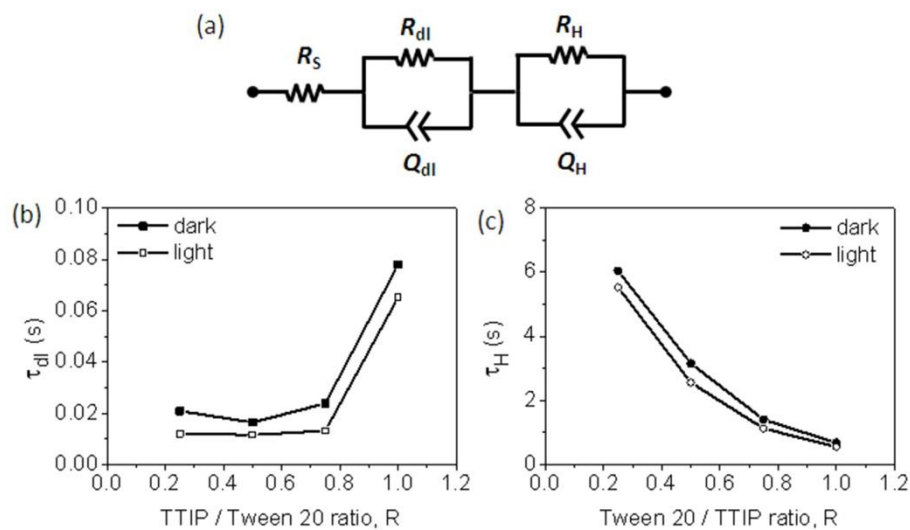 (a)
R_S
R_dl
Q_dl
R_H
Q_H
(b)
0.10
0.08
0.06
0.04
0.02
0.00
τ_dl (s)
dark
light
0.0 0.2 0.4 0.6 0.8 1.0 1.2
TTIP / Tween 20 ratio, R
(c)
8
6
4
2
0
τ_H (s)
dark
light
0.0 0.2 0.4 0.6 0.8 1.0 1.2
Tween 20 / TTIP ratio, R